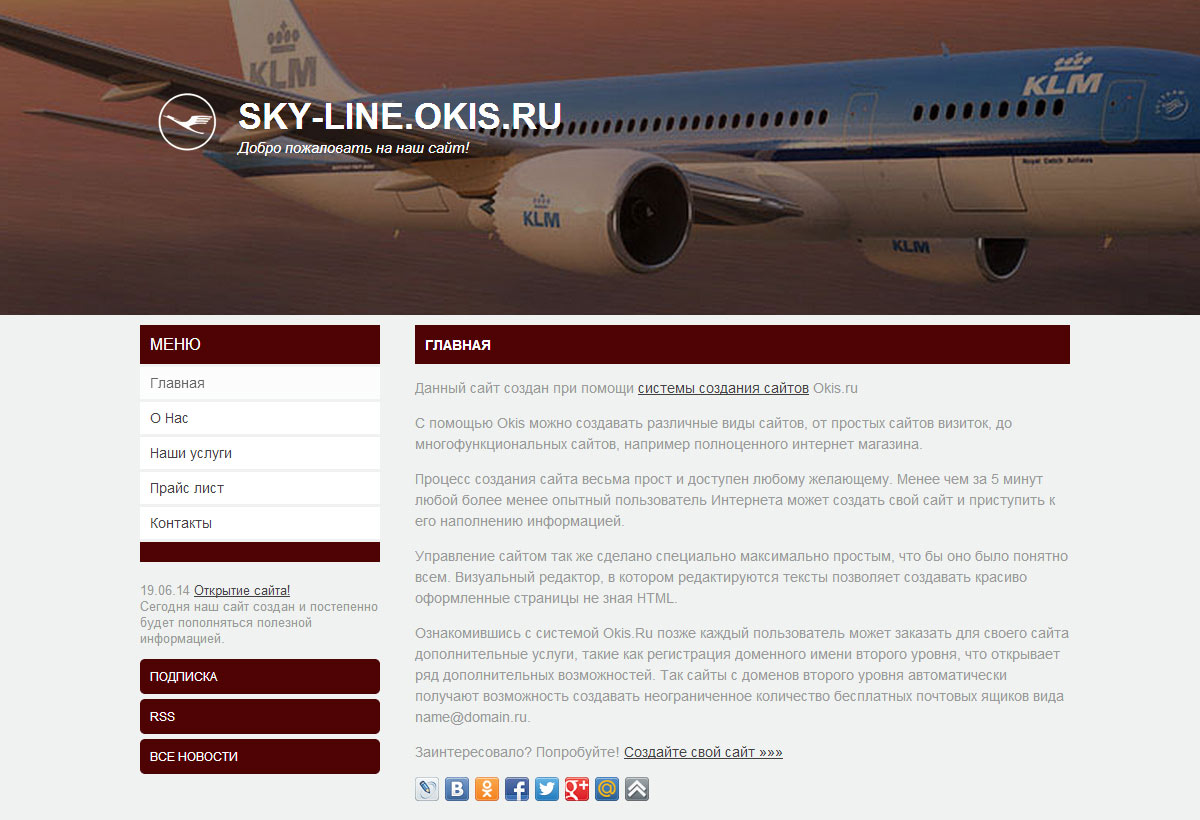 KLM
KLM
SKY-LINE.OKIS.RU
Добро пожаловать на наш сайт!
Royal Dutch Airlines
KLM
KLM
МЕНЮ
Главная
О Нас
Наши услуги
Прайс лист
Контакты
19.06.14 Открытие сайта!
Сегодня наш сайт создан и постепенно
будет пополняться полезной
информацией.
ПОДПИСКА
RSS
ВСЕ НОВОСТИ
ГЛАВНАЯ
Данный сайт создан при помощи системы создания сайтов Okis.ru
С помощью Okis можно создавать различные виды сайтов, от простых сайтов визиток, до
многофункциональных сайтов, например полноценного интернет магазина.
Процесс создания сайта весьма прост и доступен любому желающему. Менее чем за 5 минут
любой более менее опытный пользователь Интернета может создать свой сайт и приступить к
его наполнению информацией.
Управление сайтом так же сделано специально максимально простым, что бы оно было понятно
всем. Визуальный редактор, в котором редактируются тексты позволяет создавать красиво
оформленные страницы не зная HTML.
Ознакомившись с системой Okis.Ru позже каждый пользователь может заказать для своего сайта
дополнительные услуги, такие как регистрация доменного имени второго уровня, что открывает
ряд дополнительных возможностей. Так сайты с доменов второго уровня автоматически
получают возможность создавать неограниченное количество бесплатных почтовых ящиков вида
name@domain.ru.
Заинтересовало? Попробуйте! Создайте свой сайт »»»